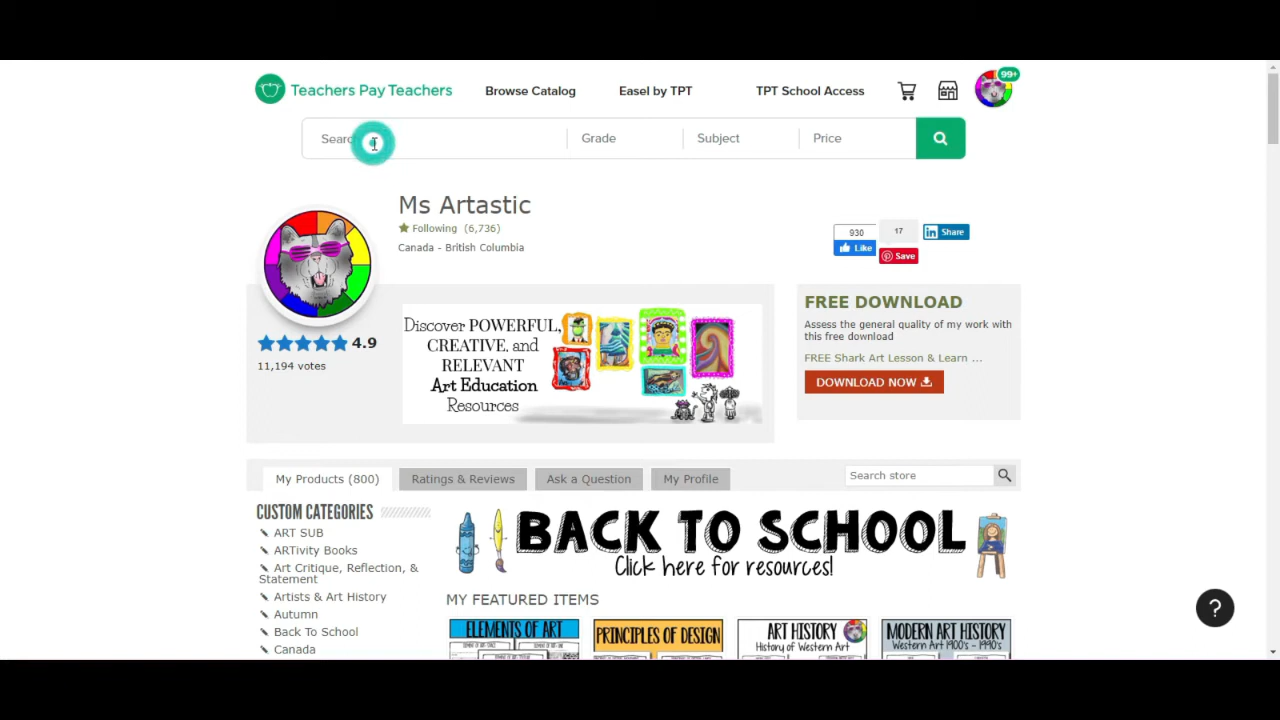 Teachers Pay Teachers Browse Catalog Easel by TPT TPT School Access 99+
Search Grade Subject Price
Ms Artastic
Following (6,736)
Canada - British Columbia
930 17 Share
Like Save
4.9
11,194 votes
Discover POWERFUL,
CREATIVE, and
RELEVANT
Art Education
Resources
FREE DOWNLOAD
Assess the general quality of my work with
this free download
FREE Shark Art Lesson & Learn ...
DOWNLOAD NOW
My Products (800) Ratings & Reviews Ask a Question My Profile Search store
CUSTOM CATEGORIES
ART SUB
ARTivity Books
Art Critique, Reflection, &
Statement
Artists & Art History
Autumn
Back To School
Canada
BACK TO SCHOOL
Click here for resources!
MY FEATURED ITEMS
ELEMENTS OF ART PRINCIPLES OF DESIGN ART HISTORY MODERN ART HISTORY
History of Western Art Western Art 1900's - 1990's
?